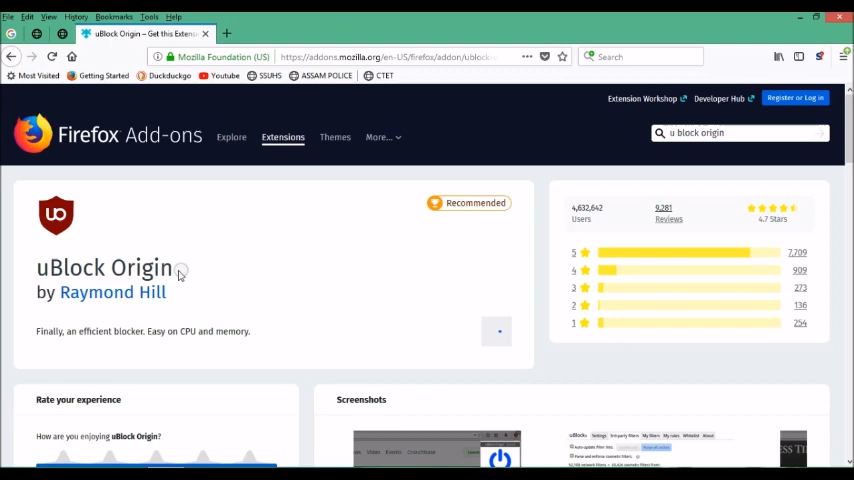 File Edit View History Bookmarks Tools Help
uBlock Origin – Get this Extensi
Mozilla Foundation (US) https://addons.mozilla.org/en-US/firefox/addon/ublock- Search
Most Visited Getting Started Duckduckgo Youtube SSUHS ASSAM POLICE CTET
Extension Workshop Developer Hub Register or Log in
Firefox Add-ons Explore Extensions Themes More... u block origin
Recommended
uBlock Origin
by Raymond Hill
Finally, an efficient blocker. Easy on CPU and memory.
4,632,642 9,281
Users Reviews 4.7 Stars
5 7,709
4 909
3 273
2 136
1 254
Rate your experience
How are you enjoying uBlock Origin?
Screenshots